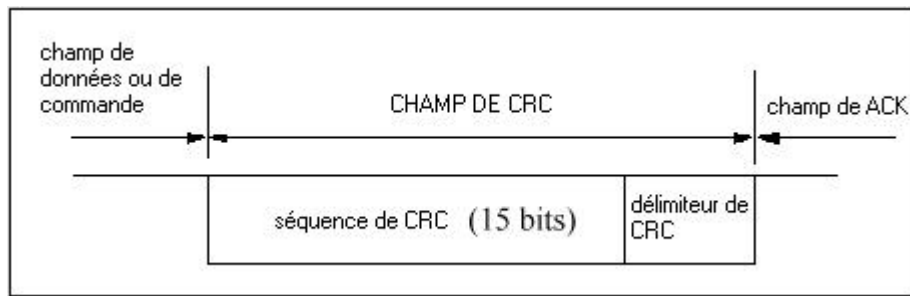 champ de
données ou de
commande
CHAMP DE CRC
champ de ACK
séquence de CRC (15 bits)
délimiteur de
CRC